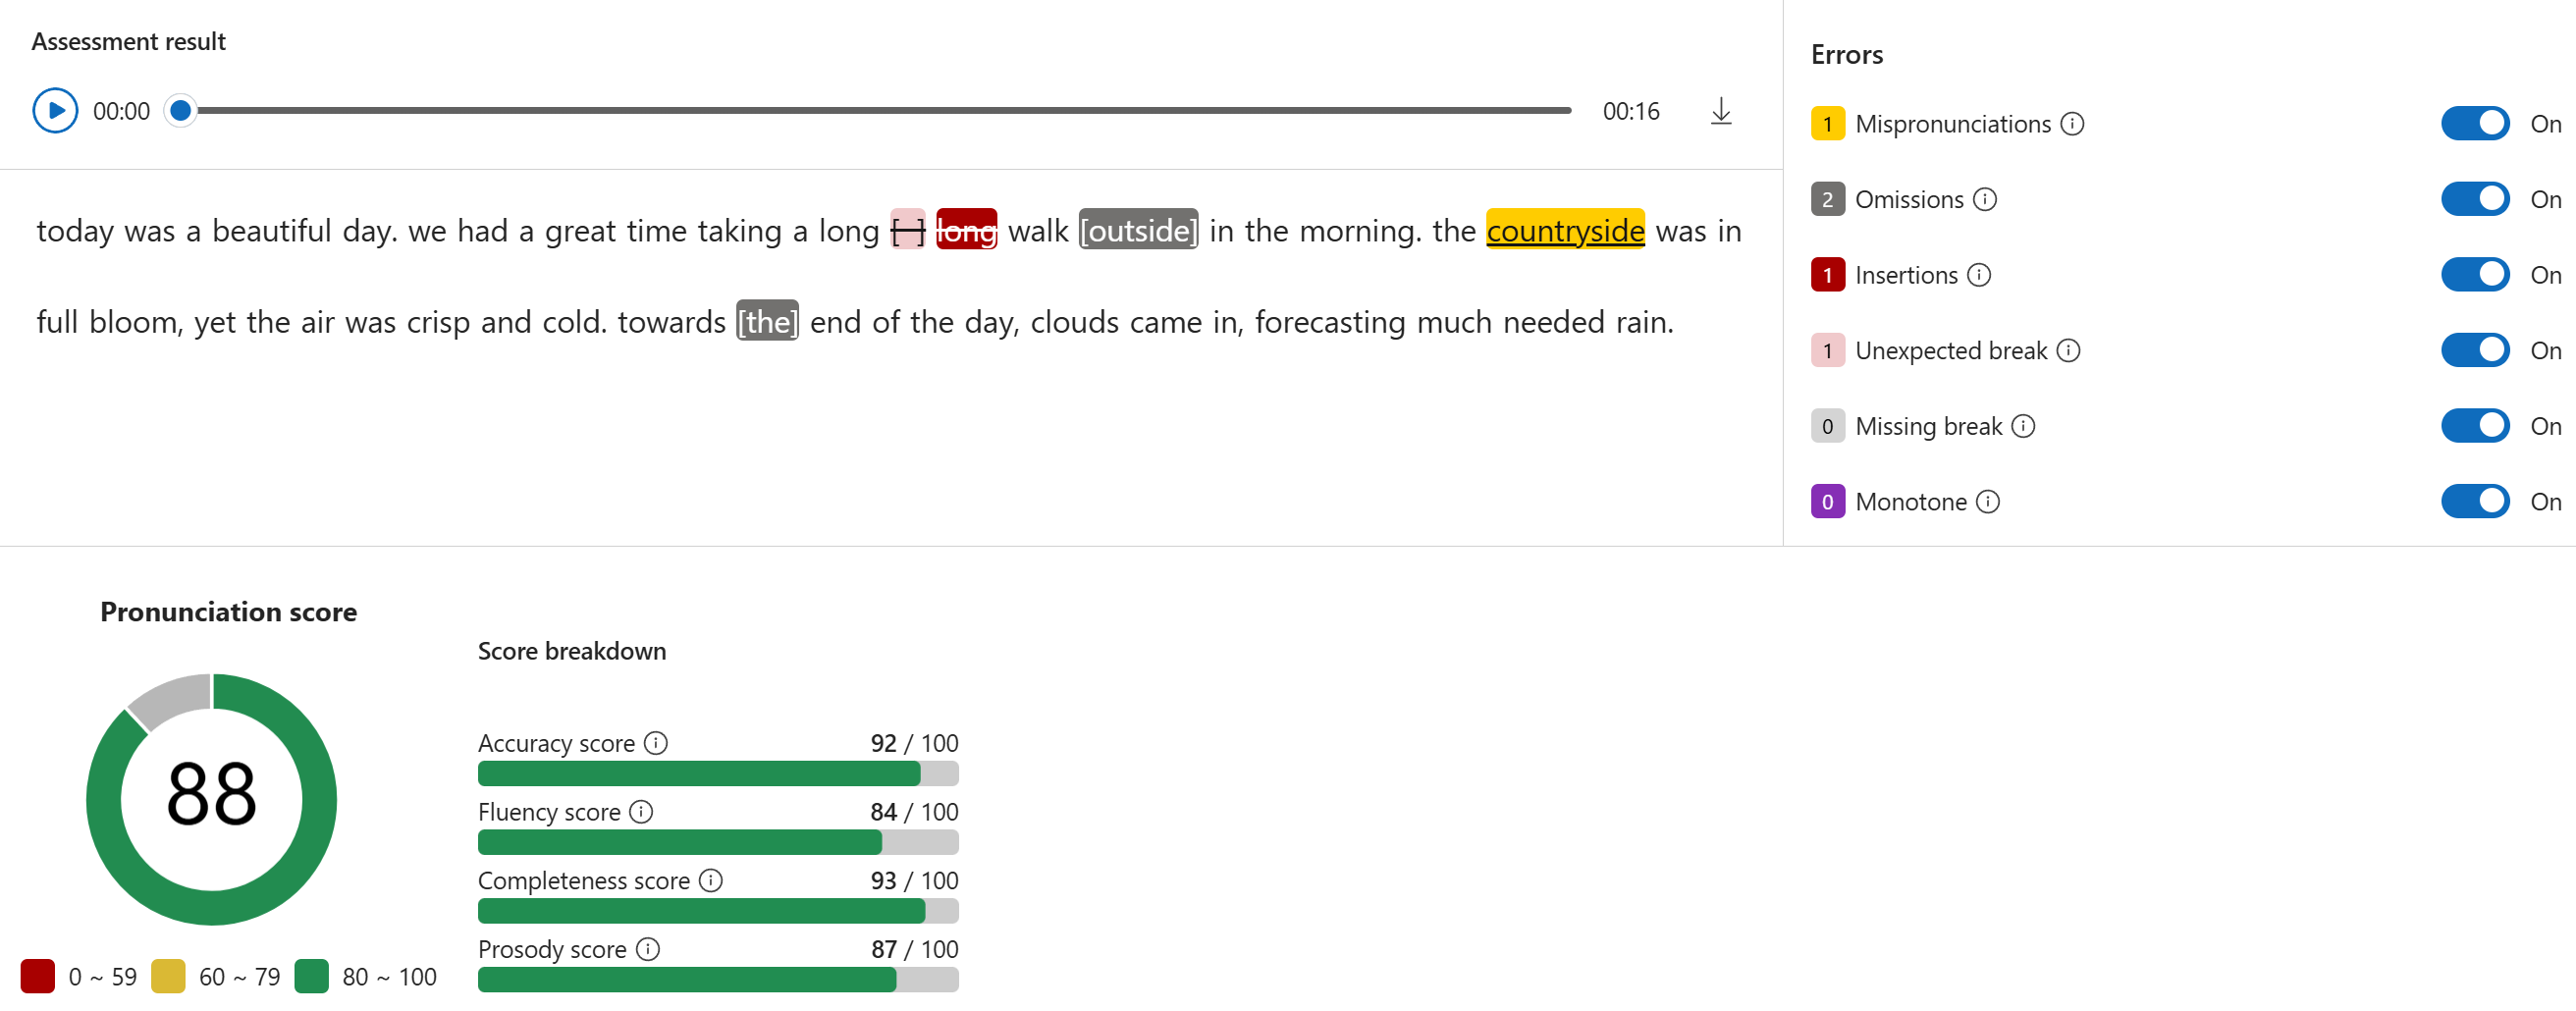 Assessment result
00:00
00:16
today was a beautiful day. we had a great time taking a long [ ] long walk [outside] in the morning. the countryside was in
full bloom, yet the air was crisp and cold. towards [the] end of the day, clouds came in, forecasting much needed rain.
Errors
1 Mispronunciations On
2 Omissions On
1 Insertions On
1 Unexpected break On
0 Missing break On
0 Monotone On
Pronunciation score
88
0 ~ 59 60 ~ 79 80 ~ 100
Score breakdown
Accuracy score 92 / 100
Fluency score 84 / 100
Completeness score 93 / 100
Prosody score 87 / 100